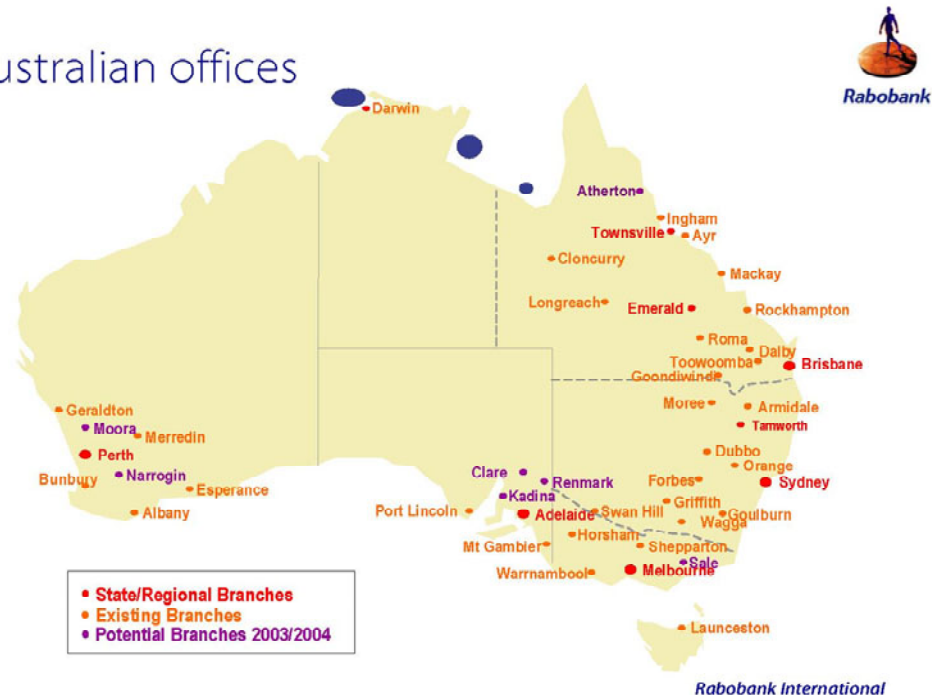 ustralian offices
Rabobank
Darwin
Atherton
Ingham
Townsville
Ayr
Cloncurry
Mackay
Longreach
Emerald
Rockhampton
Roma
Dalby
Toowoomba
Brisbane
Goondiwindi
Moree
Armidale
Geraldton
Tamworth
Moora
Merredin
Dubbo
Perth
Orange
Clare
Narrogin
Bunbury
Renmark
Forbes
Sydney
Esperance
Kadina
Griffith
Albany
Port Lincoln
Adelaide
Swan Hill
Goulburn
Wagga
Horsham
Mt Gambier
Shepparton
Sale
Warrnambool
Melbourne
State/Regional Branches
Existing Branches
Potential Branches 2003/2004
Launceston
Rabobank International